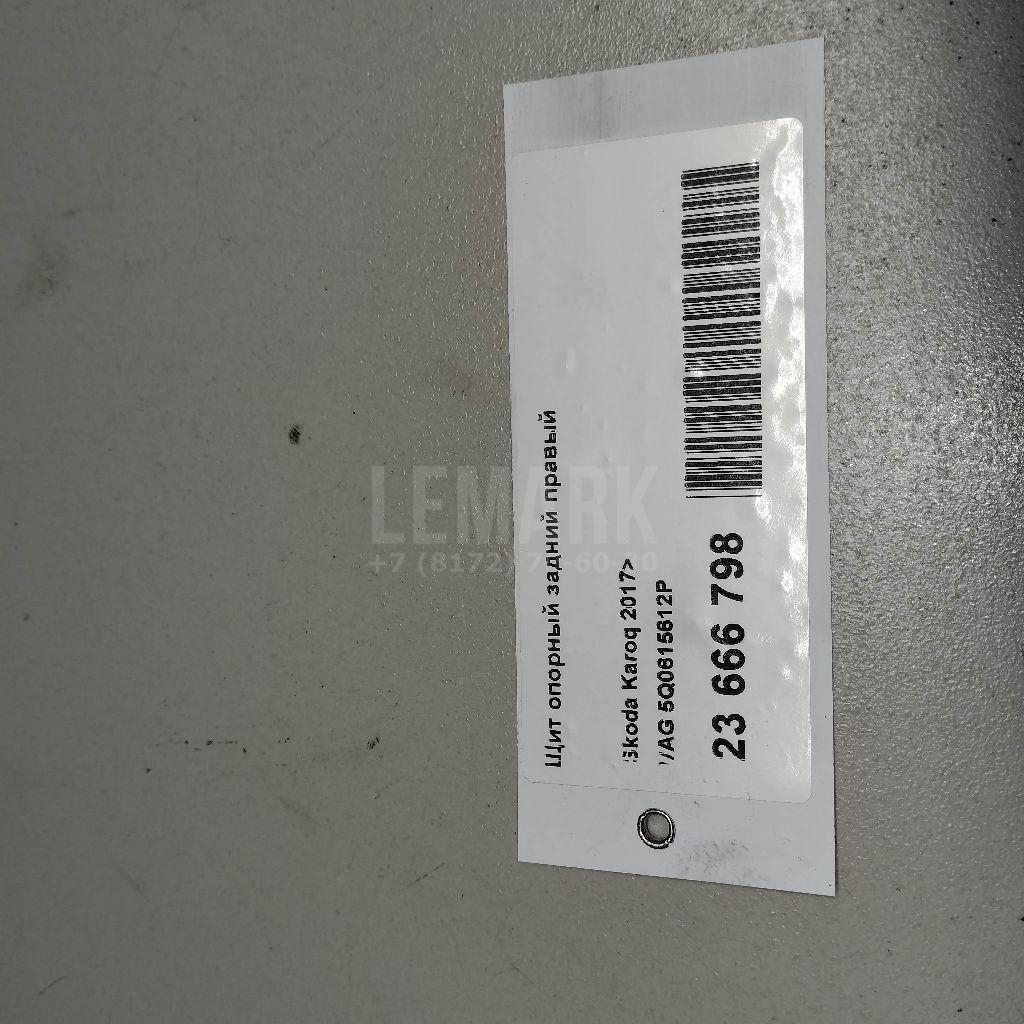 Щит опорный задний правый
Skoda Karoq 2017>
VAG 5Q0615612P
23 666 798
LEMARK